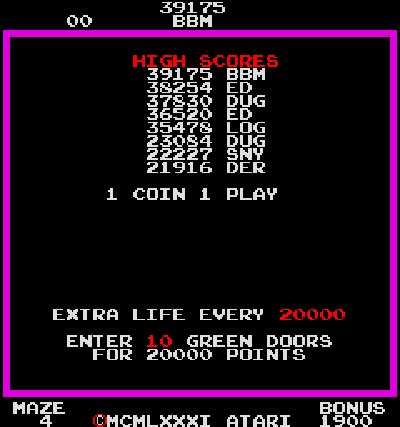 39175
00 BBM
HIGH SCORES
39175 BBM
38254 ED
37830 DUG
36520 ED
35478 LOG
23084 DUG
22227 SNY
21916 DER
1 COIN 1 PLAY
EXTRA LIFE EVERY 20000
ENTER 10 GREEN DOORS
FOR 20000 POINTS
MAZE BONUS
4 ©MCMLXXXI ATARI 1900